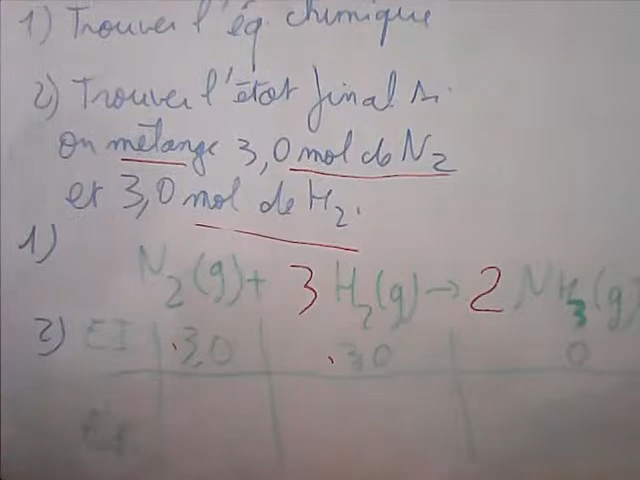 1) Trouver l'éq. chimique
2) Trouver l'état final si
on mélange 3,0 mol de N2
et 3,0 mol de H2.
1)
N2(g) + 3 H2(g) → 2 NH3(g)
2) EI 3,0 3,0 0
E.f.